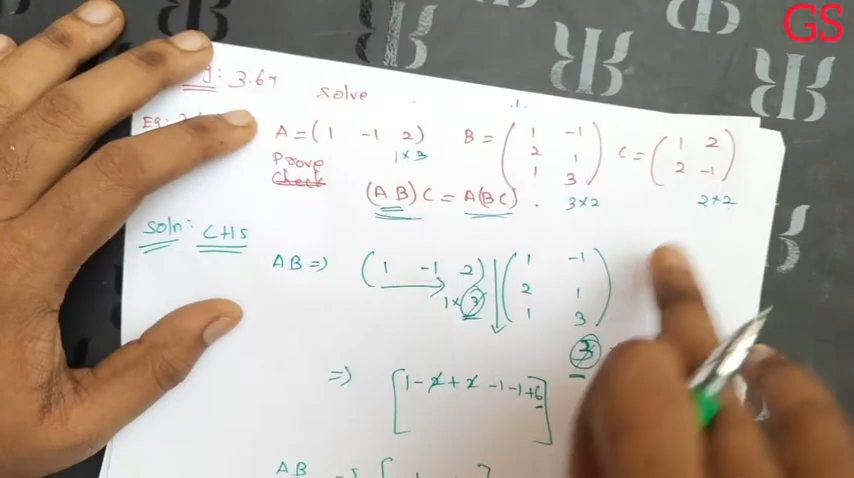 GS
g: 3.67
Solve
Eg:
A = ( 1 -1 2 ) B = ( 1 -1 C = ( 1 2
1 × 3 2 1 2 -1 )
Prove 1 3 )
Check
(AB)C = A(BC) . 3×2 2×2
Soln: LHS
AB => ( 1 -1 2 ) ( 1 -1
1 × 3 2 1
1 3 )
3
=> [ 1 - 2 + 2 -1 -1 +6 ]
AB